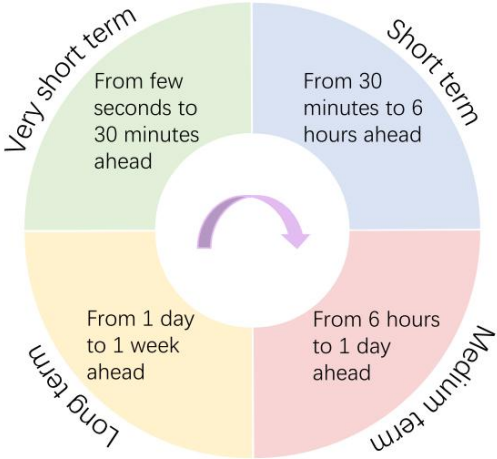 Very short term
From few
seconds to
30 minutes
ahead
Short term
From 30
minutes to 6
hours ahead
Medium term
From 6 hours
to 1 day
ahead
Long term
From 1 day
to 1 week
ahead